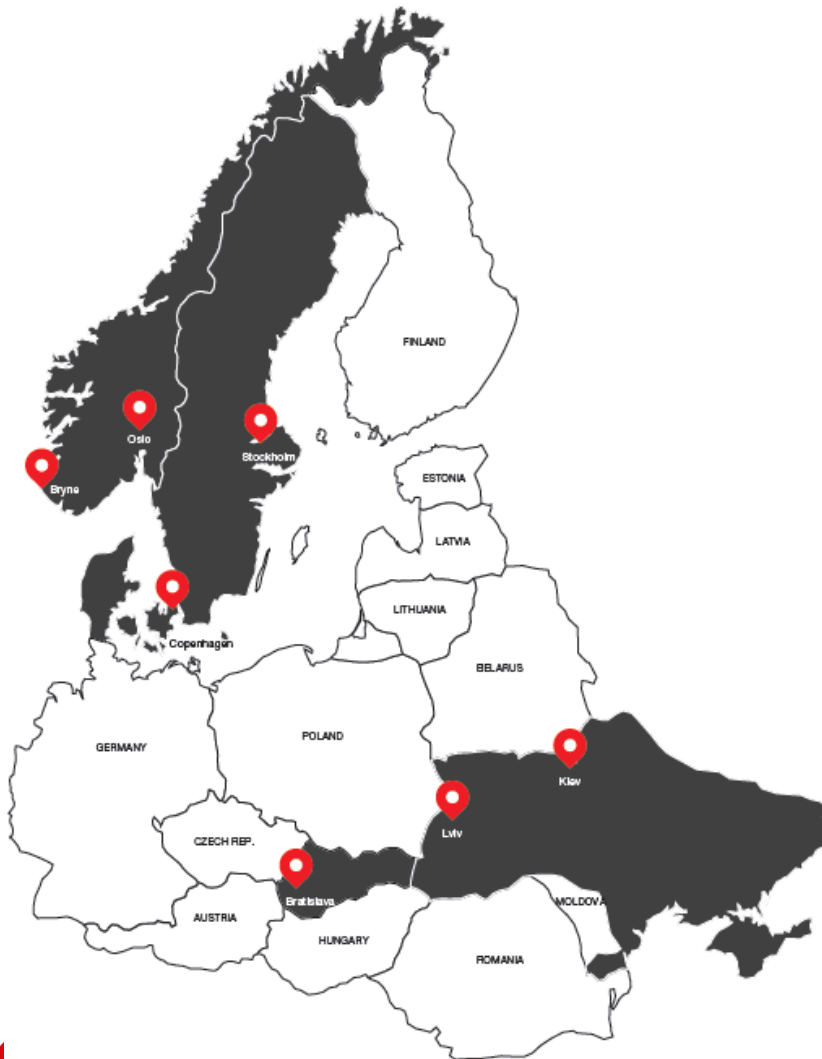 FINLAND
Oslo
Stockholm
Bryne
ESTONIA
LATVIA
LITHUANIA
Copenhagen
BELARUS
POLAND
GERMANY
Kiev
Lviv
CZECH REP.
Bratislava
MOLDOVA
AUSTRIA
HUNGARY
ROMANIA